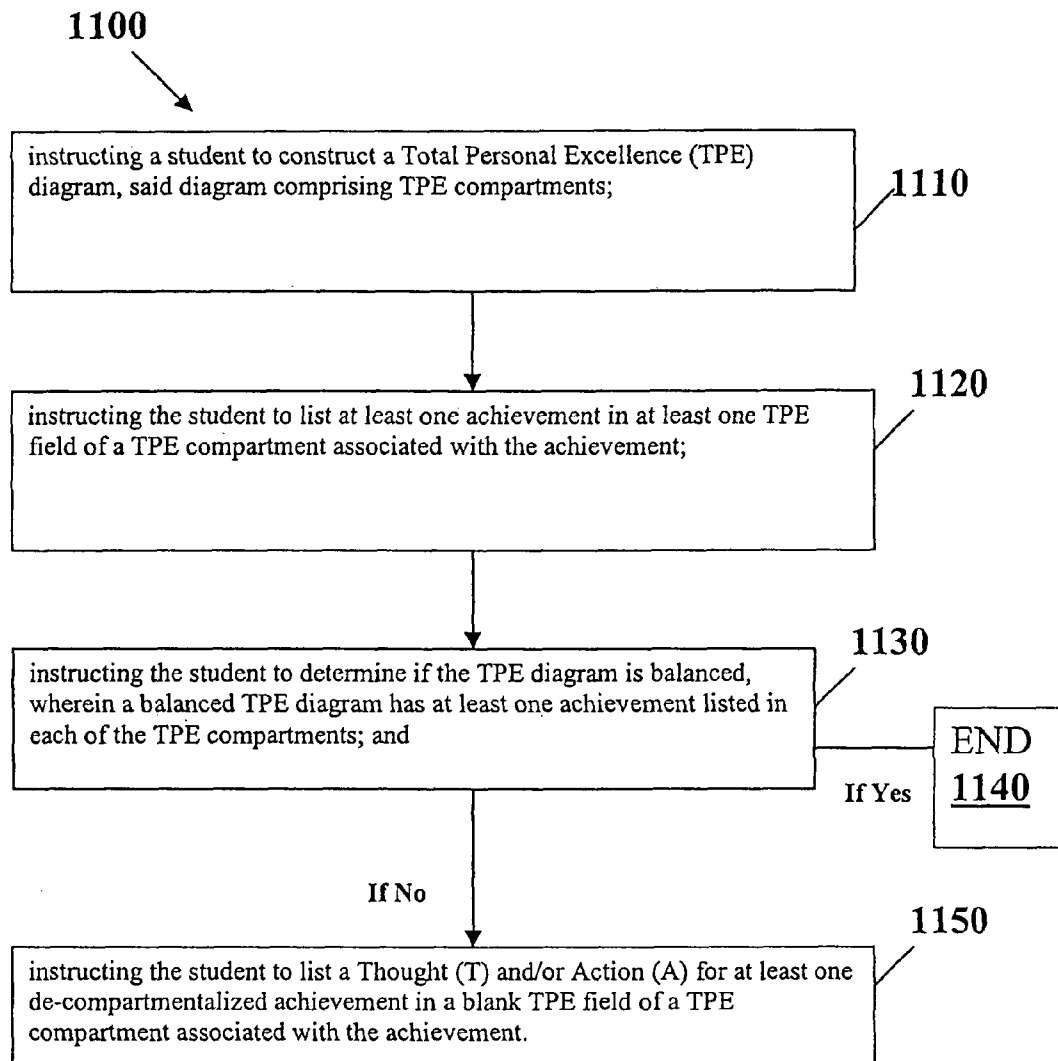 1100
instructing a student to construct a Total Personal Excellence (TPE)
diagram, said diagram comprising TPE compartments;
1110
1120
instructing the student to list at least one achievement in at least one TPE
field of a TPE compartment associated with the achievement;
1130
instructing the student to determine if the TPE diagram is balanced,
wherein a balanced TPE diagram has at least one achievement listed in
each of the TPE compartments; and
END
1140
If Yes
If No
1150
instructing the student to list a Thought (T) and/or Action (A) for at least one
de-compartmentalized achievement in a blank TPE field of a TPE
compartment associated with the achievement.